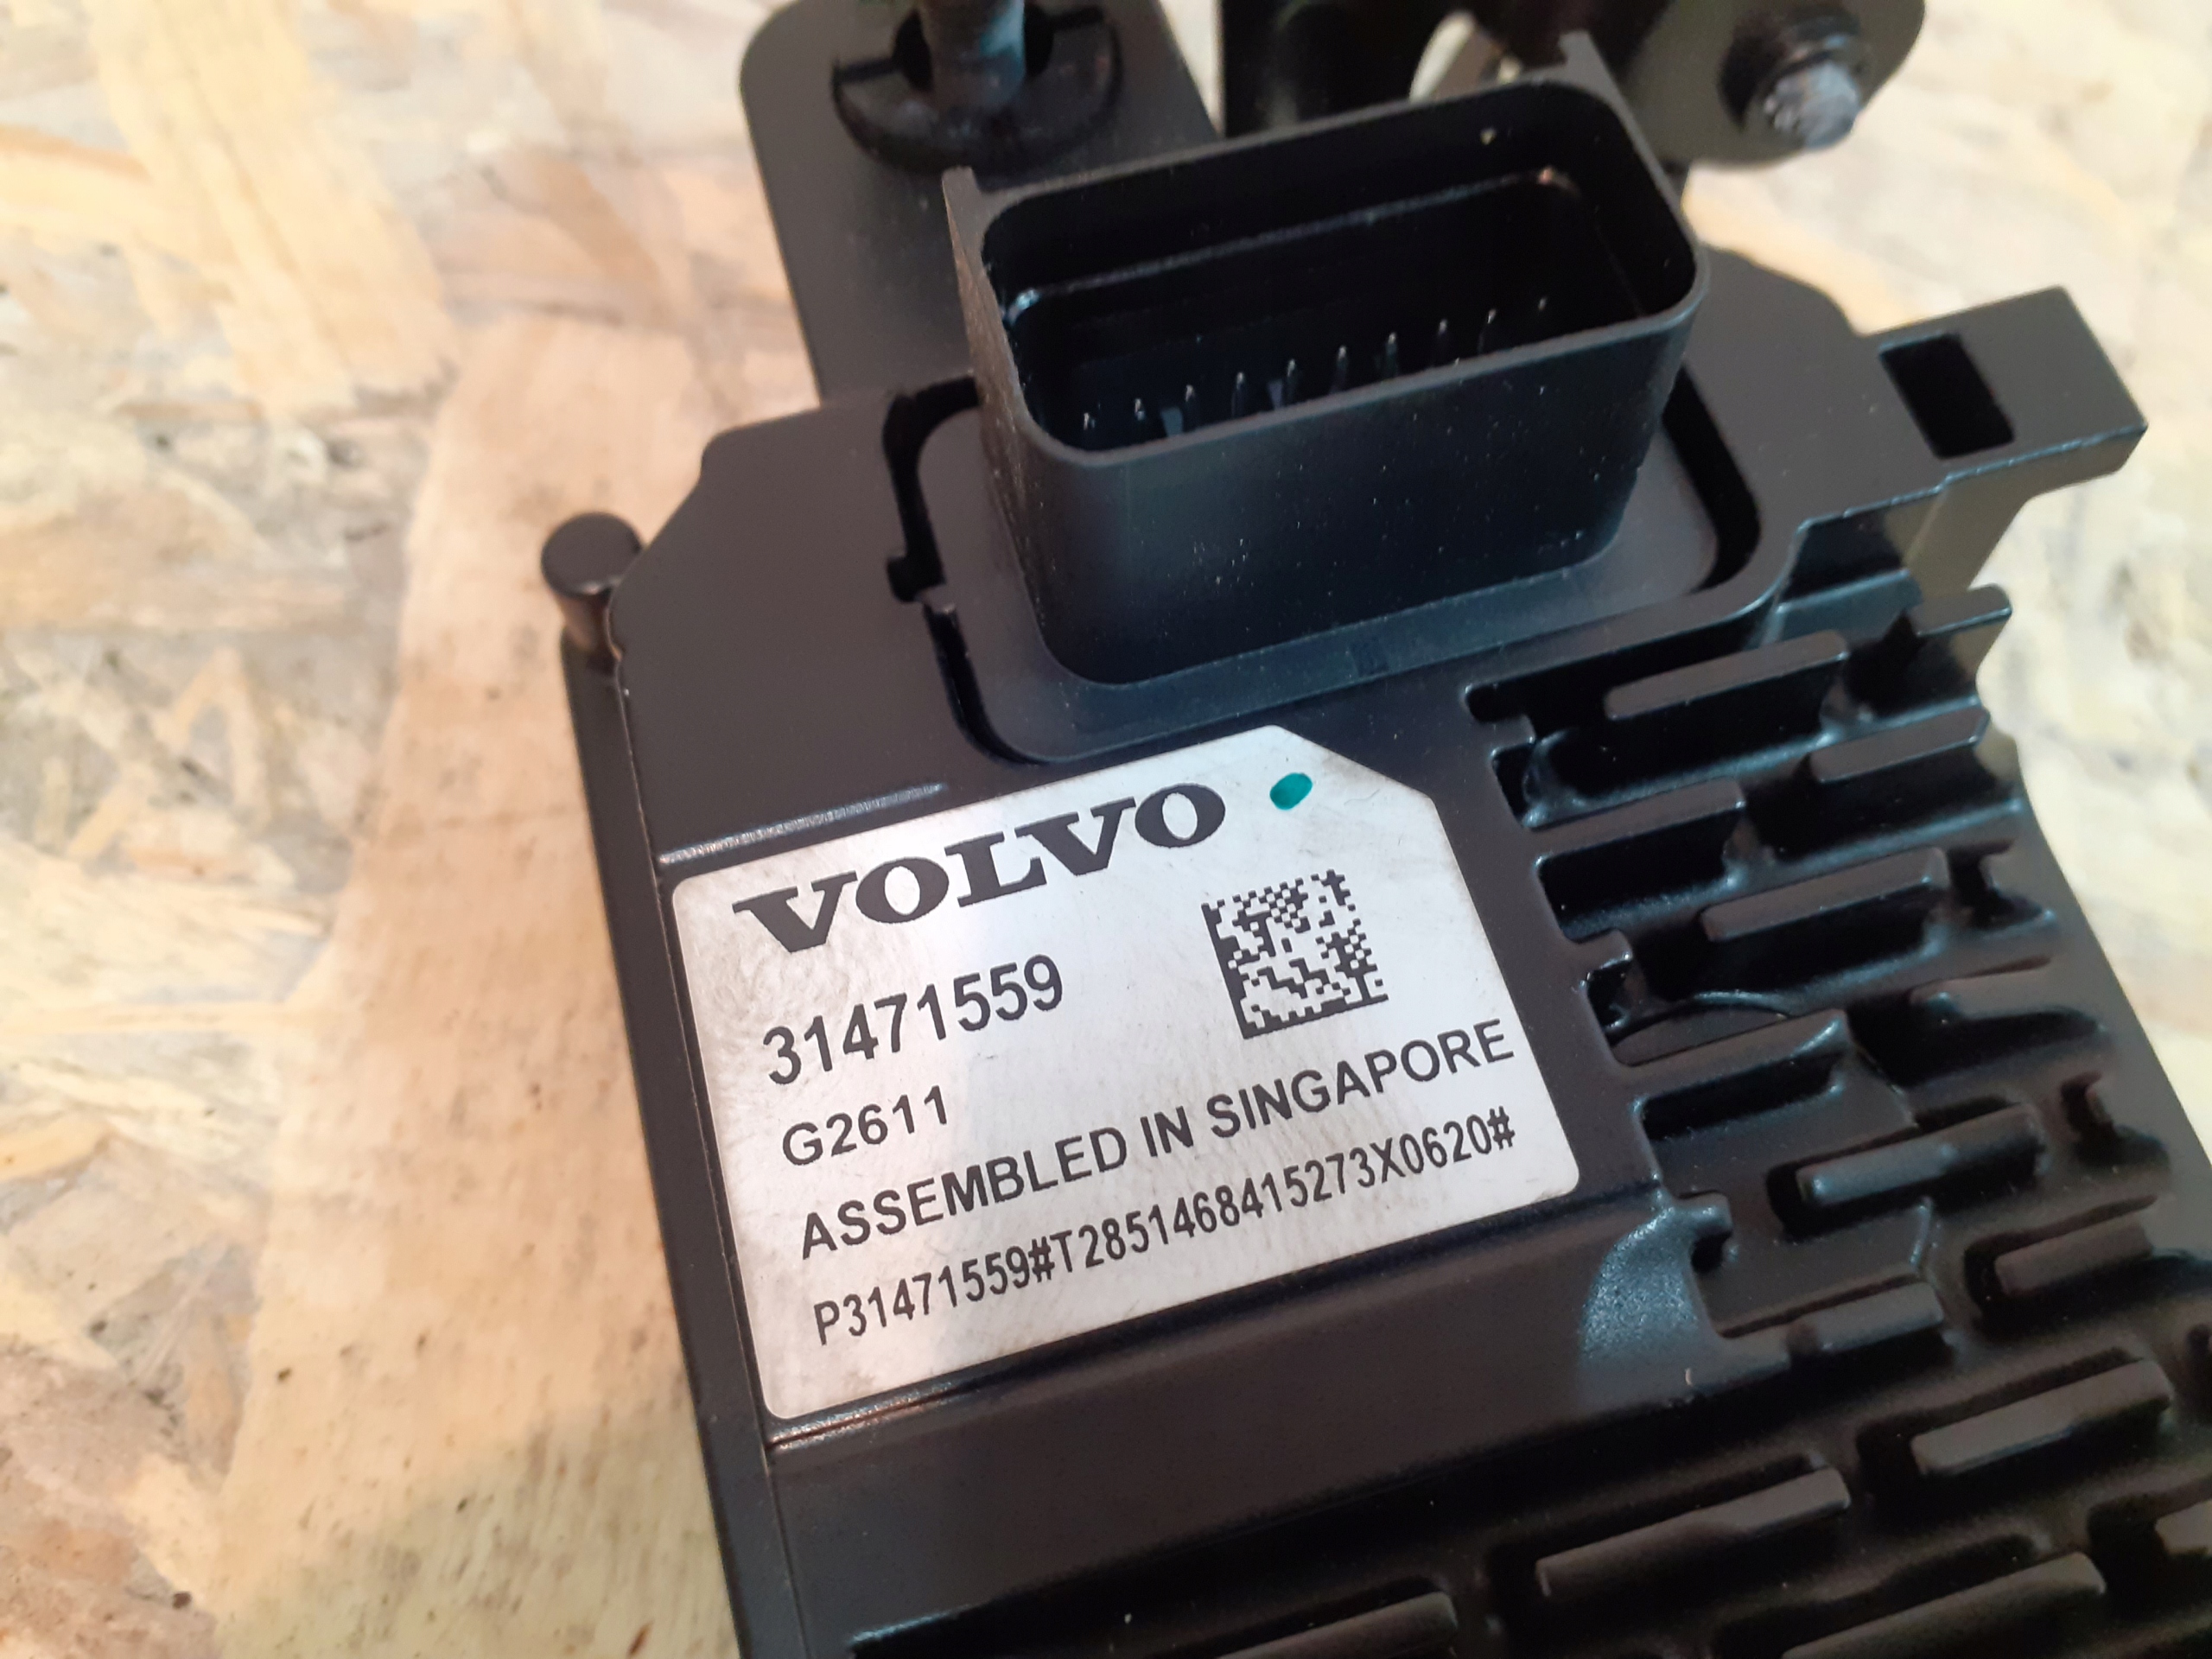 VOLVO
31471559
G2611
ASSEMBLED IN SINGAPORE
P31471559#T2851468415273X0620#